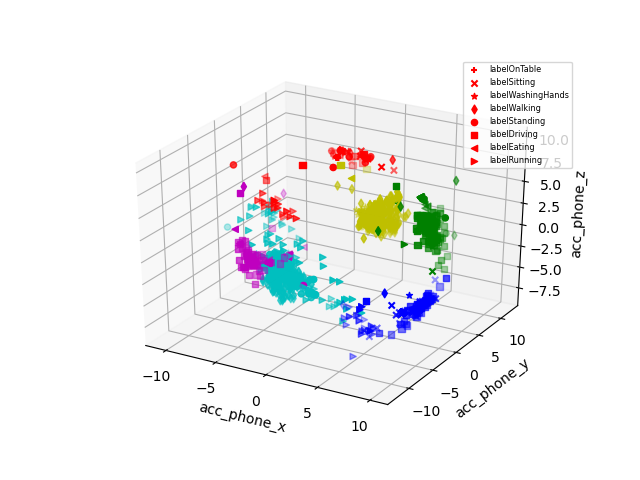 labelOnTable
labelSitting
labelWashingHands
labelWalking
labelStanding
labelDriving
labelEating
labelRunning
10.0
7.5
5.0
2.5
0.0
−2.5
−5.0
−7.5
acc_phone_z
10
5
0
−5
−10
acc_phone_y
−10
−5
0
5
10
acc_phone_x